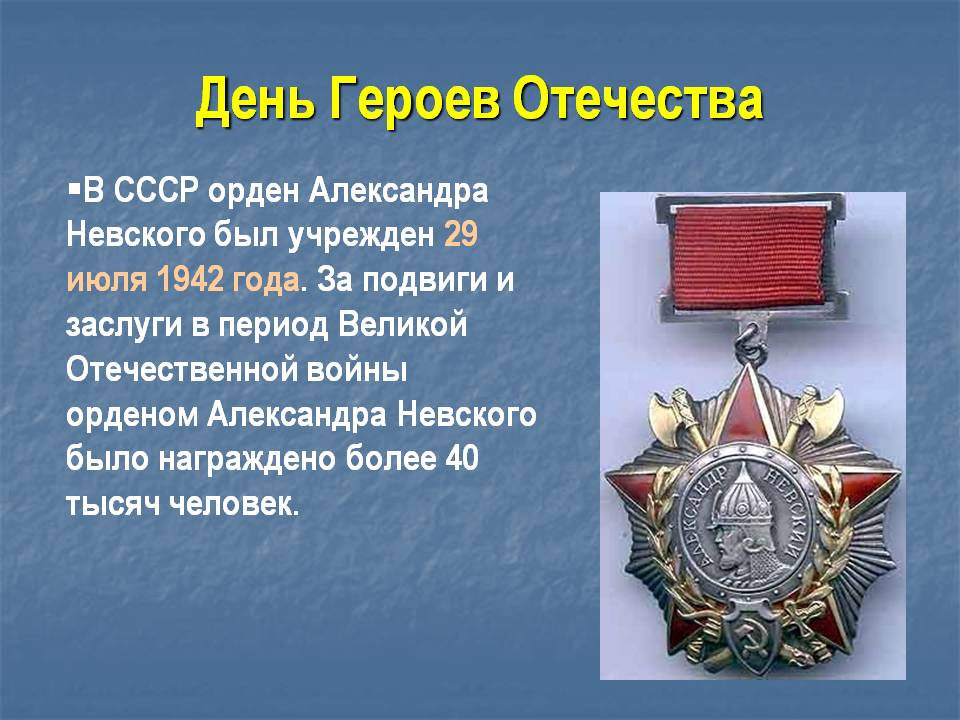 День Героев Отечества
▪В СССР орден Александра
Невского был учрежден 29
июля 1942 года. За подвиги и
заслуги в период Великой
Отечественной войны
орденом Александра Невского
было награждено более 40
тысяч человек.
АЛЕКСАНДР НЕВСКИЙ